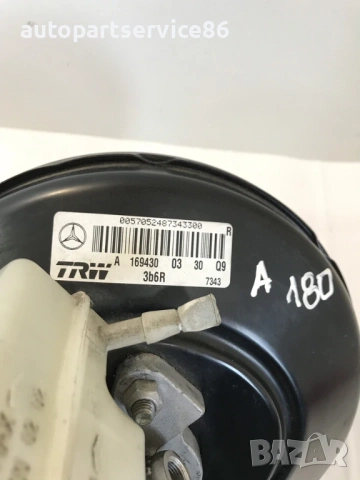 autopartservice86
0057052487343300
R
A 169430 03 30 Q9
TRW
3b6R
7343
A 180
BAZAR